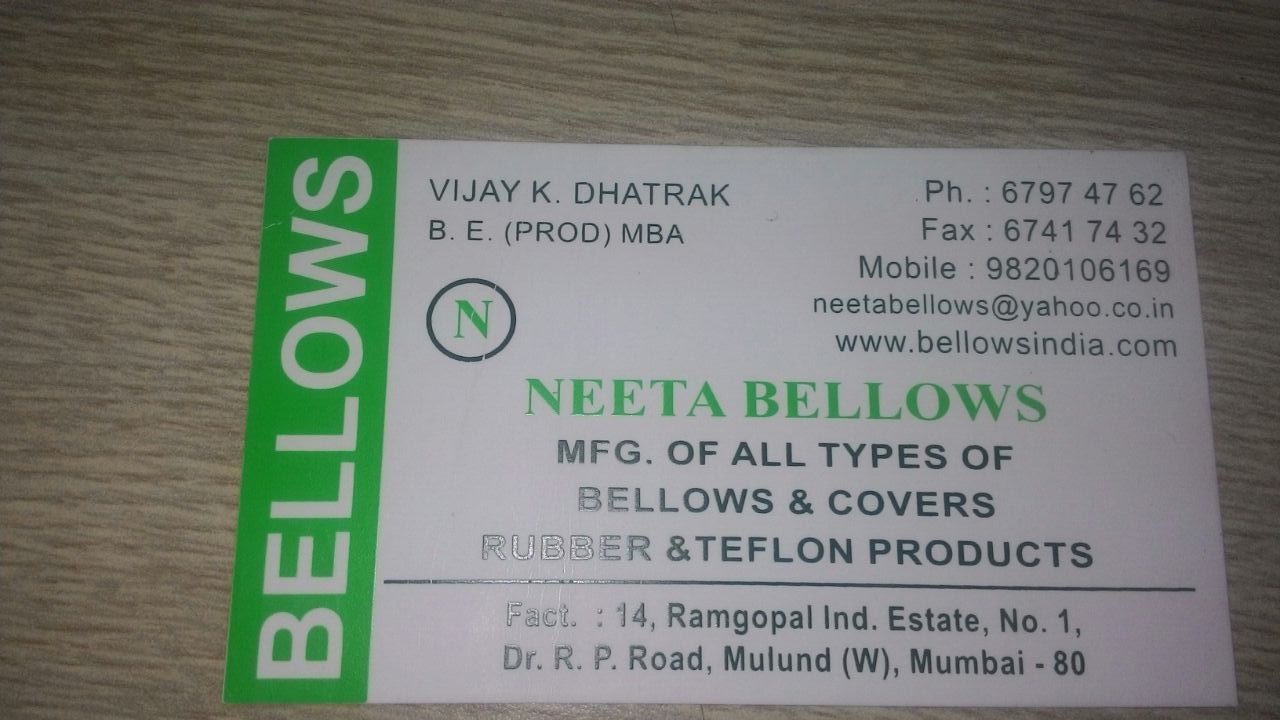 BELLOWS
VIJAY K. DHATRAK
B. E. (PROD) MBA
Ph. : 6797 47 62
Fax : 6741 74 32
Mobile : 9820106169
neetabellows@yahoo.co.in
www.bellowsindia.com
N
NEETA BELLOWS
MFG. OF ALL TYPES OF
BELLOWS & COVERS
RUBBER &TEFLON PRODUCTS
Fact. : 14, Ramgopal Ind. Estate, No. 1,
Dr. R. P. Road, Mulund (W), Mumbai - 80